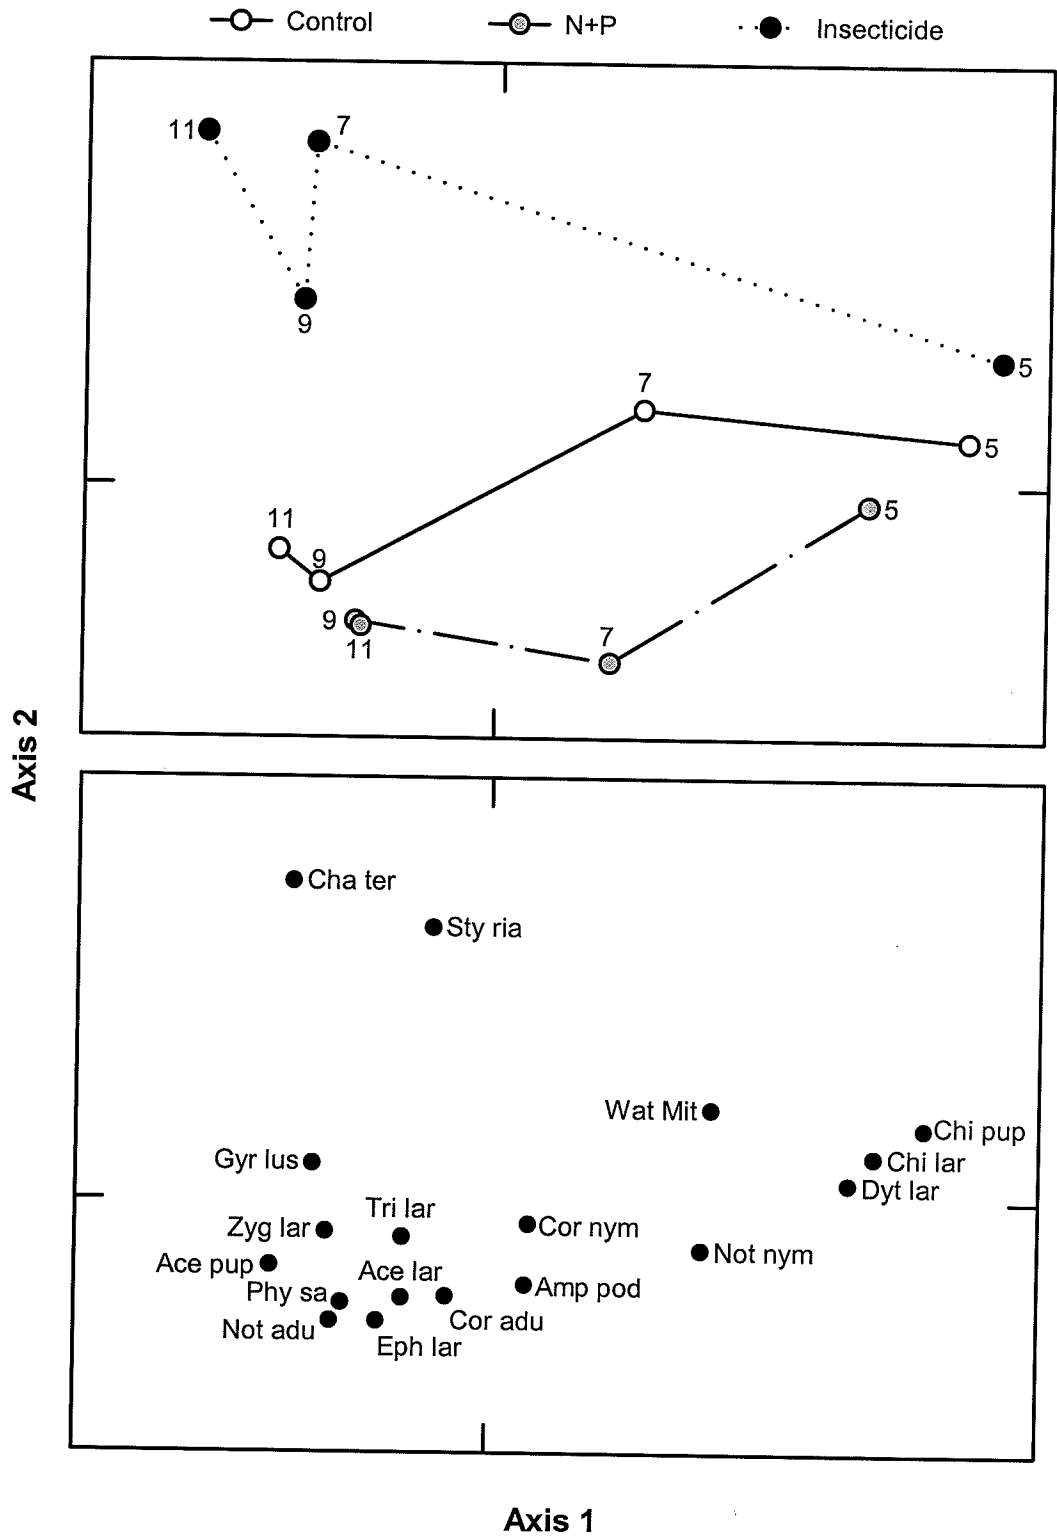 Control N+P Insecticide
11 7
9
5
7
5
11
9
5
9
11
7
Axis 2
Cha ter
Sty ria
Wat Mit
Chi pup
Gyr lus
Chi lar
Dyt lar
Tri lar
Zyg lar
Cor nym
Not nym
Ace pup
Ace lar
Phy sa
Amp pod
Not adu
Cor adu
Eph lar
Axis 1